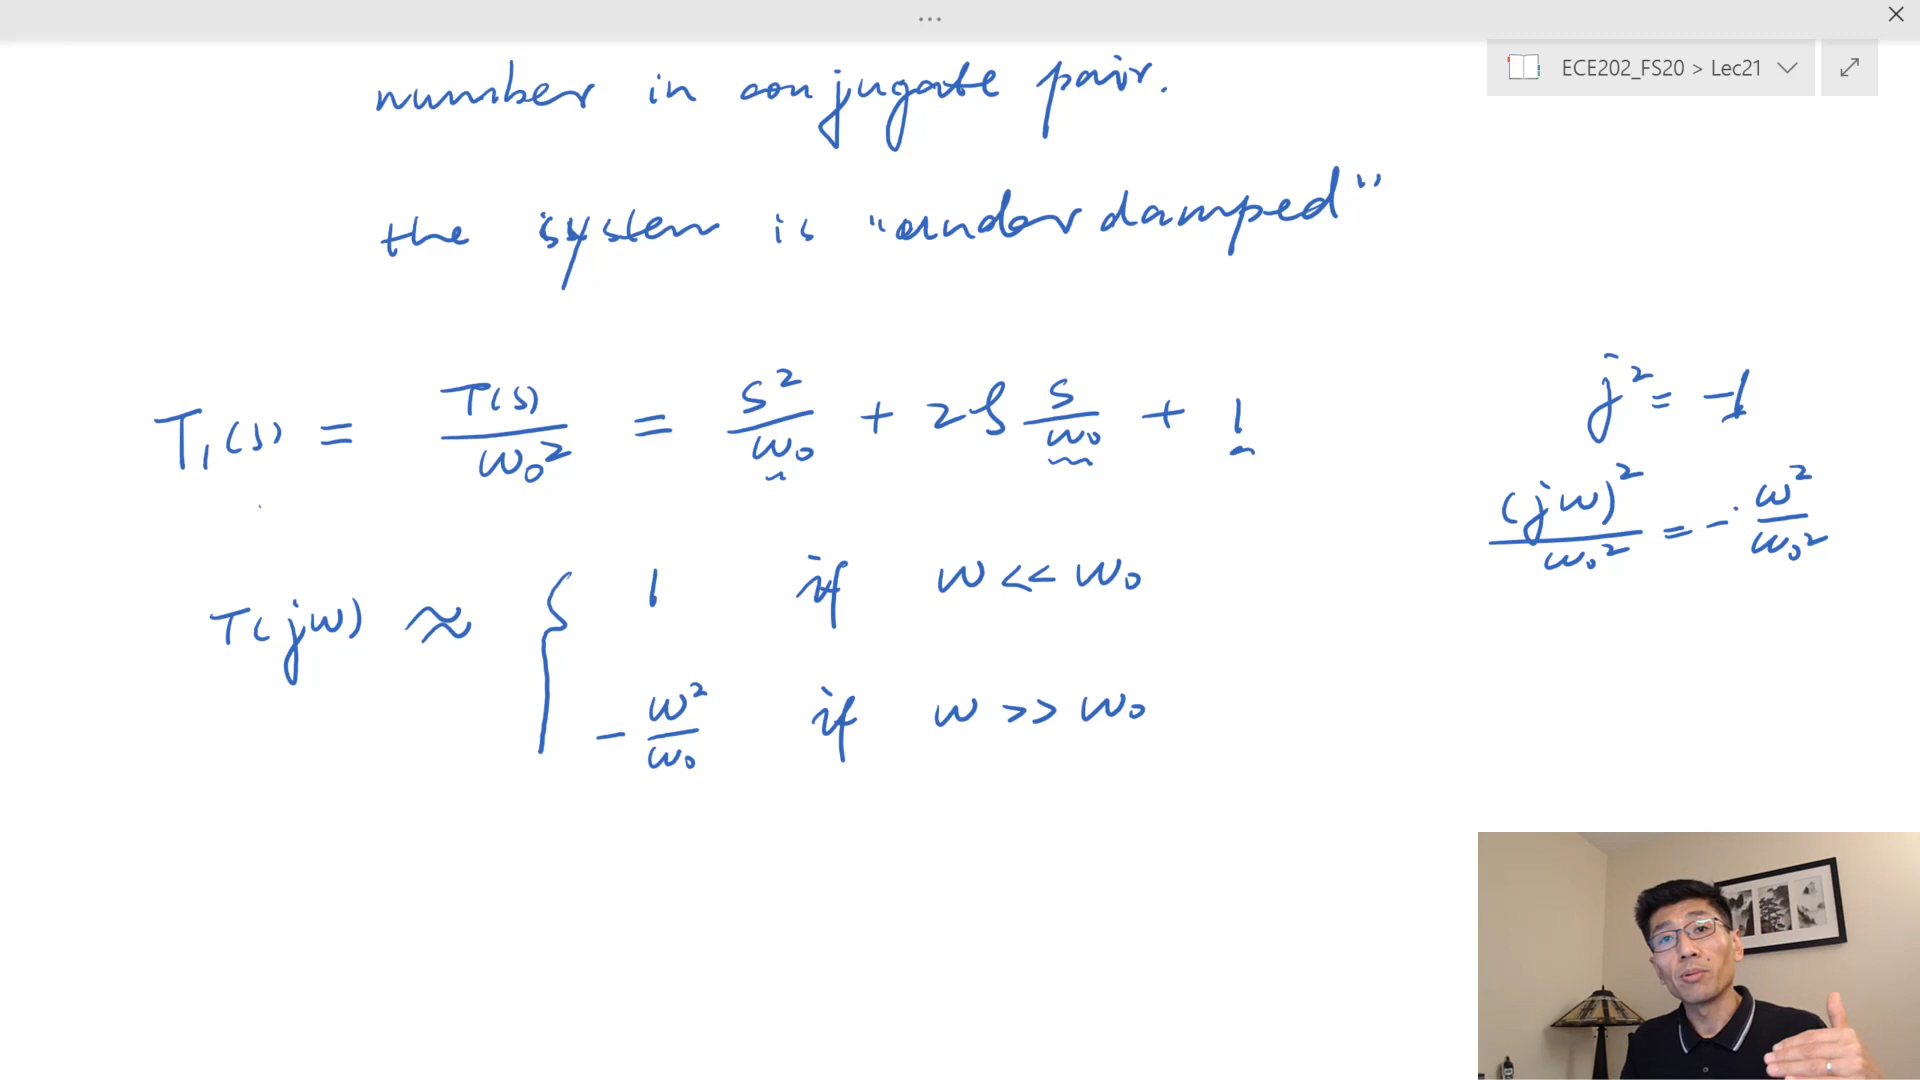 ECE202_FS20 > Lec21
number in conjugate pair.
the system is "underdamped"
T₁(s) = T(s)/ω₀² = s²/ω₀ + 2ζ s/ω₀ + 1
j² = -1
(jω)²/ω₀² = - ω²/ω₀²
T(jω) ≈ { 1 if ω << ω₀
- ω²/ω₀ if ω >> ω₀